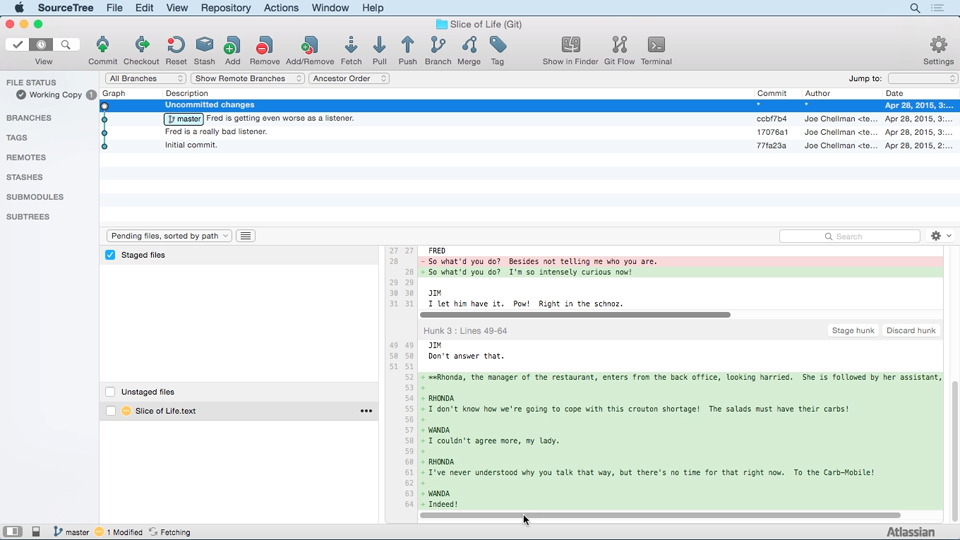 SourceTree File Edit View Repository Actions Window Help
Slice of Life (Git)
View Commit Checkout Reset Stash Add Remove Add/Remove Fetch Pull Push Branch Merge Tag Show in Finder Git Flow Terminal Settings
FILE STATUS
Working Copy 1
BRANCHES
TAGS
REMOTES
STASHES
SUBMODULES
SUBTREES
All Branches Show Remote Branches Ancestor Order Jump to:
Graph Description Commit Author Date
Uncommitted changes * * Apr 28, 2015, 3:...
master Fred is getting even worse as a listener. ccbf7b4 Joe Chellman <te... Apr 28, 2015, 3:...
Fred is a really bad listener. 17076a1 Joe Chellman <te... Apr 28, 2015, 3:...
Initial commit. 77fa23a Joe Chellman <te... Apr 28, 2015, 2:...
Pending files, sorted by path Search
Staged files
Unstaged files
Slice of Life.text •••
27 27 FRED
28 - So what'd you do? Besides not telling me who you are.
28 + So what'd you do? I'm so intensely curious now!
29 29
30 30 JIM
31 31 I let him have it. Pow! Right in the schnoz.
Hunk 3 : Lines 49-64 Stage hunk Discard hunk
49 49 JIM
50 50 Don't answer that.
51 51
52 + **Rhonda, the manager of the restaurant, enters from the back office, looking harried. She is followed by her assistant,
53 +
54 + RHONDA
55 + I don't know how we're going to cope with this crouton shortage! The salads must have their carbs!
56 +
57 + WANDA
58 + I couldn't agree more, my lady.
59 +
60 + RHONDA
61 + I've never understood why you talk that way, but there's no time for that right now. To the Carb-Mobile!
62 +
63 + WANDA
64 + Indeed!
master 1 Modified Fetching Atlassian